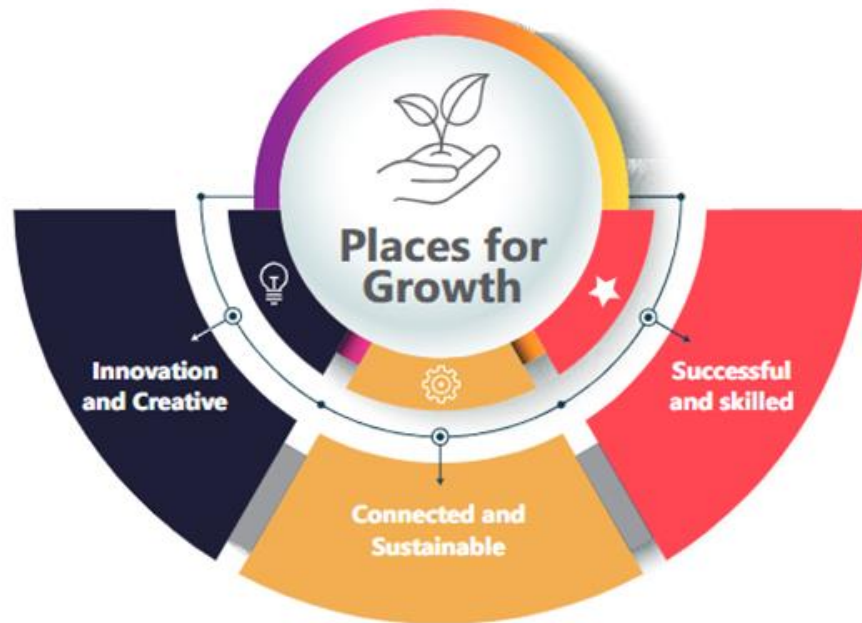 Places for
Growth
Innovation
and Creative
Connected and
Sustainable
Successful
and skilled